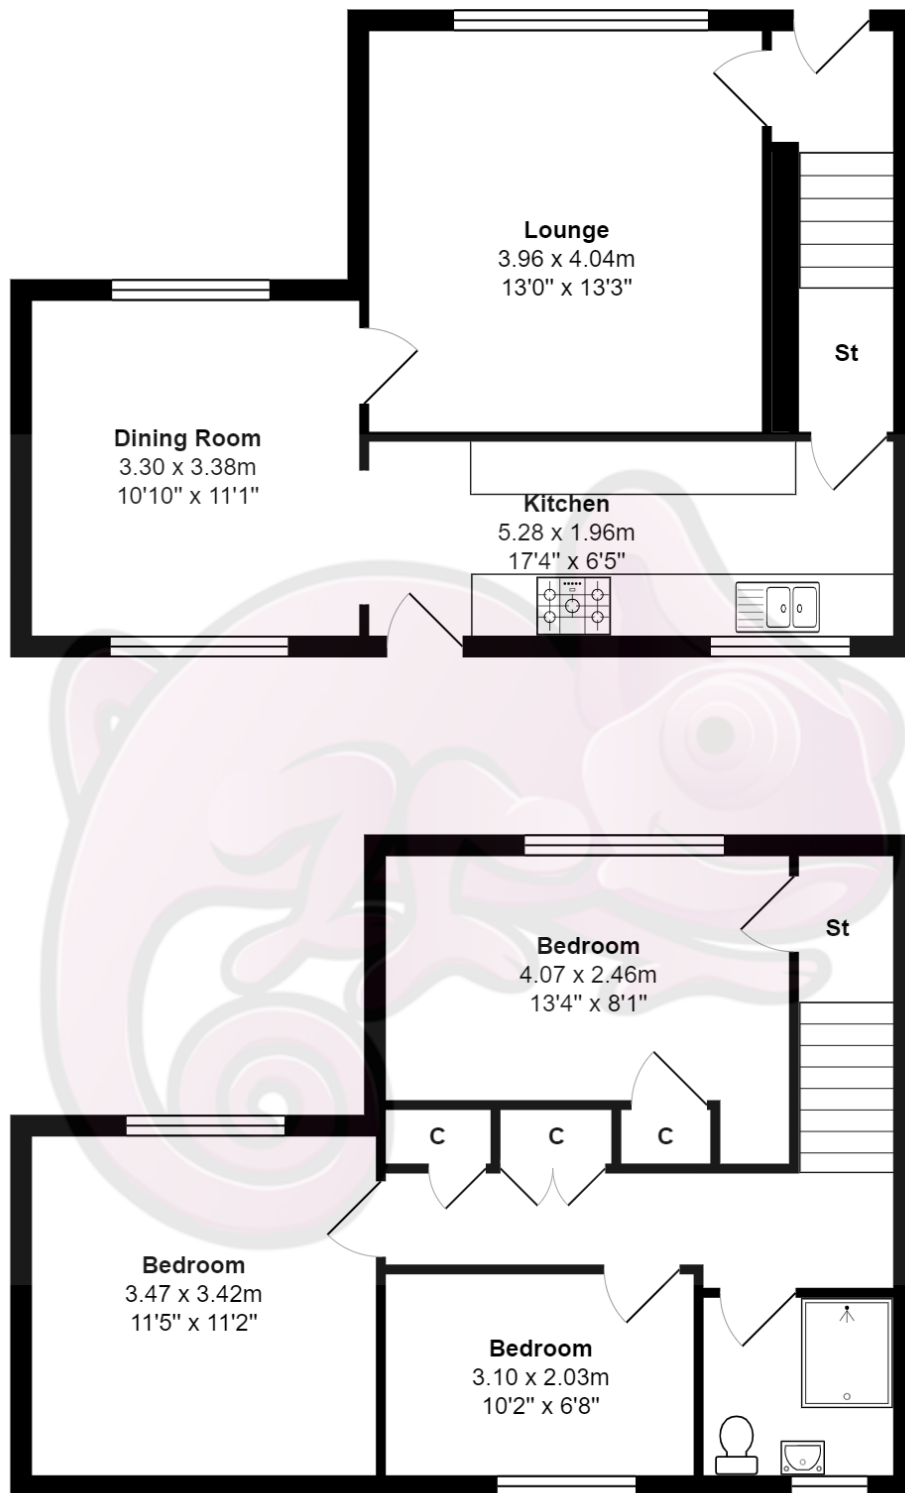 Lounge
3.96 x 4.04m
13'0" x 13'3"
St
Dining Room
3.30 x 3.38m
10'10" x 11'1"
Kitchen
5.28 x 1.96m
17'4" x 6'5"
St
Bedroom
4.07 x 2.46m
13'4" x 8'1"
C
C
C
Bedroom
3.47 x 3.42m
11'5" x 11'2"
Bedroom
3.10 x 2.03m
10'2" x 6'8"